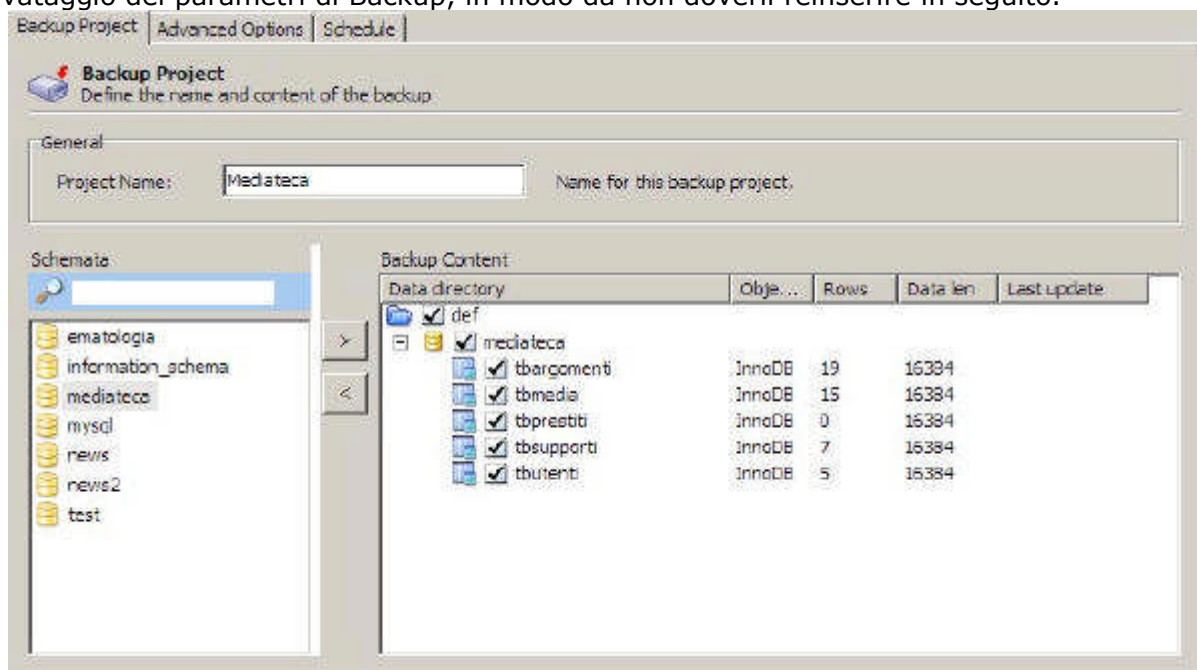 vataggio dei parametri di Backup, in modo da non doverli reinserire in seguito.
Backup Project Advanced Options Schedule
Backup Project
Define the name and content of the backup
General
Project Name: Mediateca Name for this backup project.
Schemata
ematologia
information_schema
mediateca
mysql
news
news2
test
>
<
Backup Content
Data directory Obje... Rows Data len Last update
def
mediateca
tbargomenti InnoDB 19 16384
tbmedia InnoDB 15 16384
tbprestiti InnoDB 0 16384
tbsupporti InnoDB 7 16384
tbutenti InnoDB 5 16384